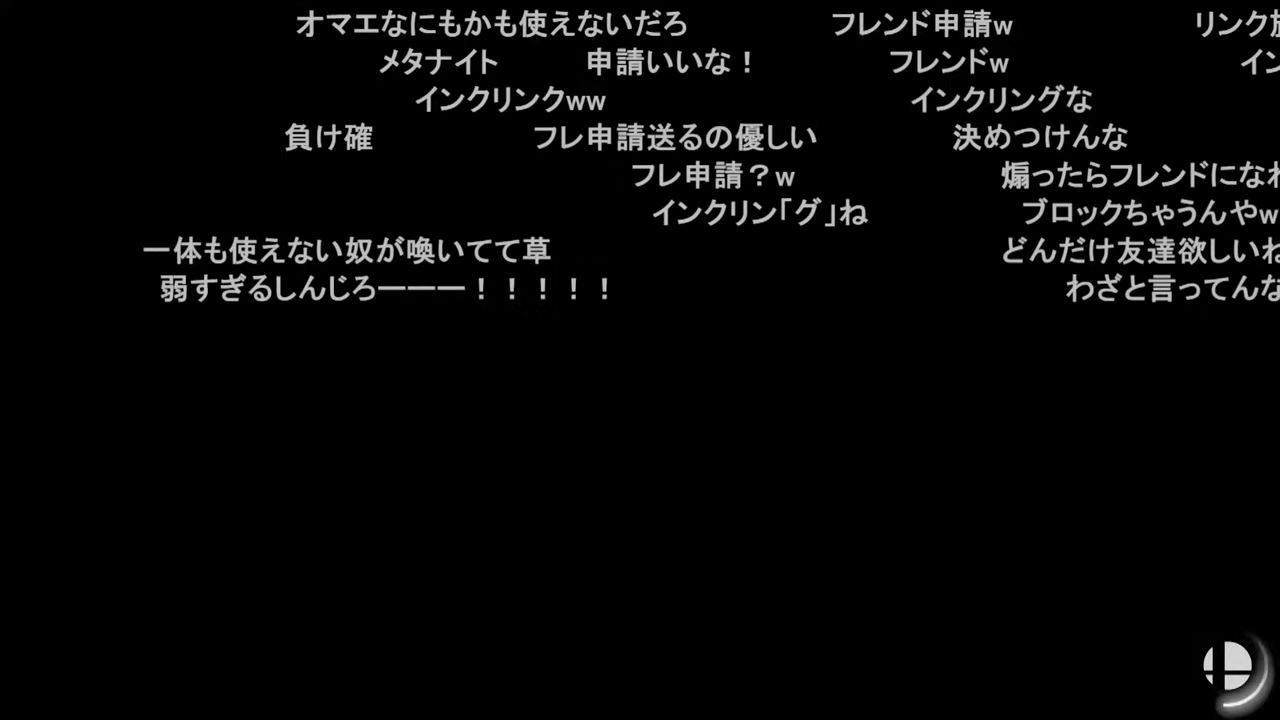 オマエなにもかも使えないだろ フレンド申請w リンク
メタナイト 申請いいな！ フレンドw イン
インクリンクww インクリングな
負け確 フレ申請送るの優しい 決めつけんな
フレ申請？w 煽ったらフレンドになれ
インクリン｢グ｣ね ブロックちゃうんやw
一体も使えない奴が喚いてて草 どんだけ友達欲しいね
弱すぎるしんじろーーー！！！！！ わざと言ってんな